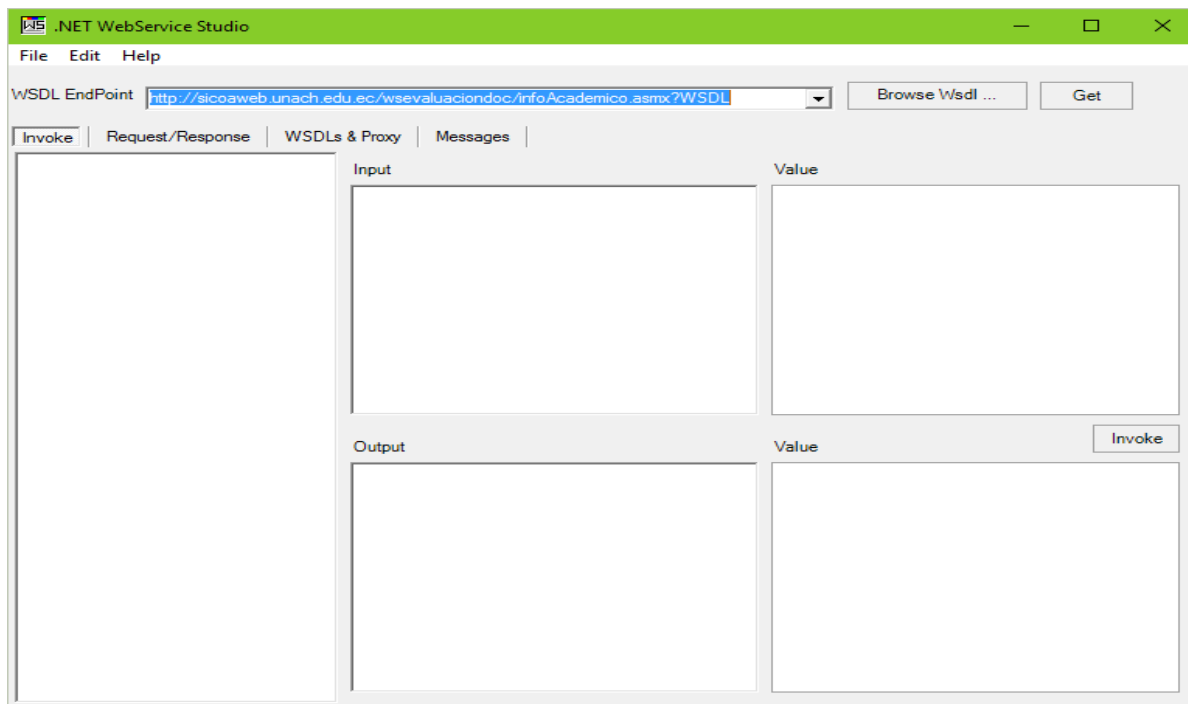 WS .NET WebService Studio
File Edit Help
WSDL EndPoint http://sicoaweb.unach.edu.ec/wsevaluaciondoc/infoAcademico.asmx?WSDL Browse Wsdl ... Get
Invoke Request/Response WSDLs & Proxy Messages
Input Value
Invoke
Output Value